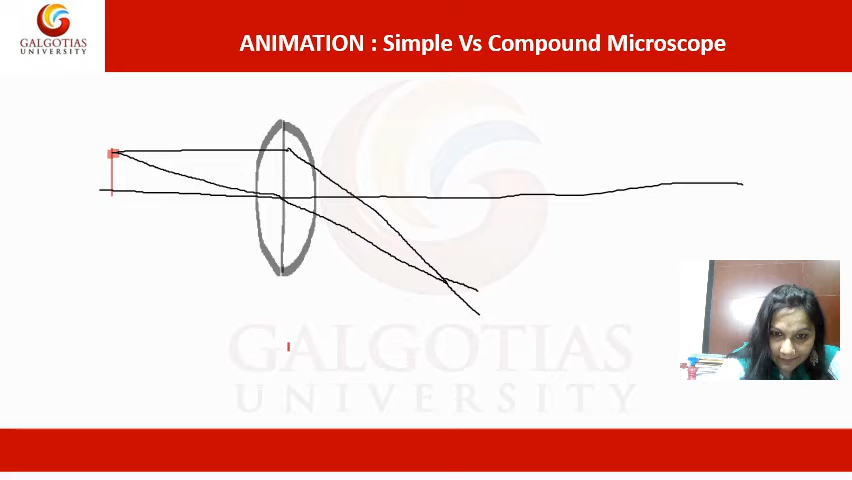 GALGOTIAS
UNIVERSITY
ANIMATION : Simple Vs Compound Microscope
GALGOTIAS
UNIVERSITY